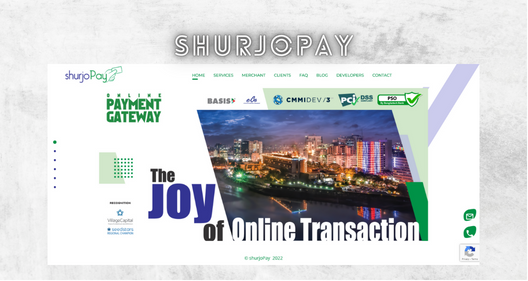 SHURJOPAY
shurjoPay
HOME SERVICES MERCHANT CLIENTS FAQ BLOG DEVELOPERS CONTACT
ONLINE
PAYMENT
GATEWAY
BASIS
CMMIDEV /3
PCI DSS
PSO
The
Joy
of Online Transaction
RECOGNITION
VillageCapital
© shurjoPay 2022